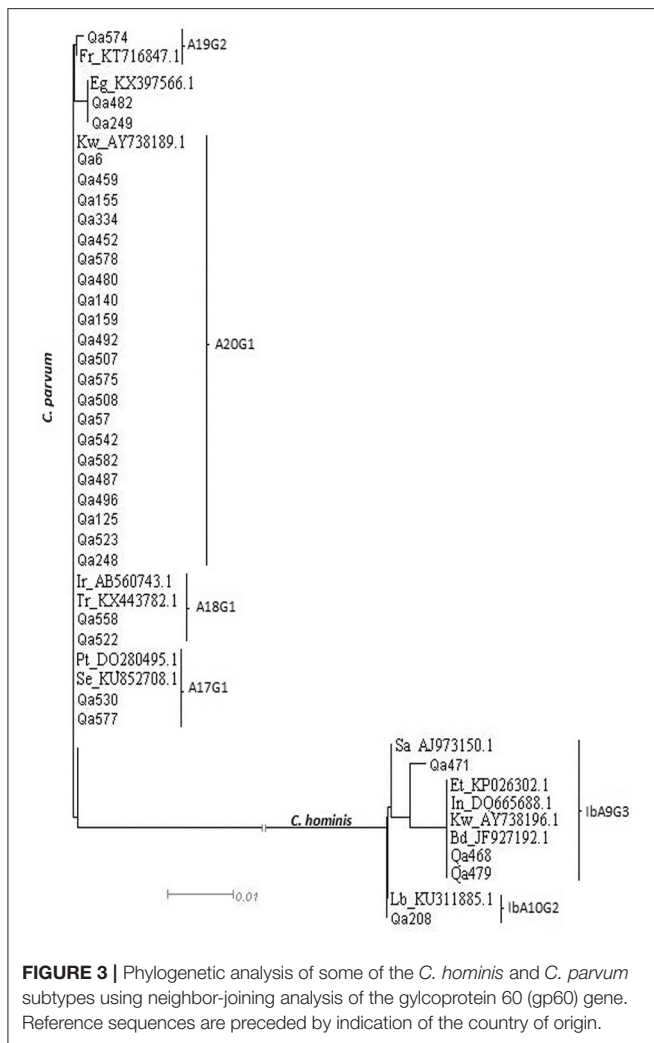 Qa574
Fr_KT716847.1
A19G2
Eg_KX397566.1
Qa482
Qa249
Kw_AY738189.1
Qa6
Qa459
Qa155
Qa334
Qa452
Qa578
Qa480
Qa140
Qa159
Qa492
Qa507
Qa575
Qa508
Qa57
Qa542
Qa582
Qa487
Qa496
Qa125
Qa523
Qa248
A20G1
C. parvum
Ir_AB560743.1
Tr_KX443782.1
Qa558
Qa522
A18G1
Pt_DQ280495.1
Se_KU852708.1
Qa530
Qa577
A17G1
Sa_AJ973150.1
Qa471
Et_KP026302.1
In_DQ665688.1
Kw_AY738196.1
Bd_JF927192.1
Qa468
Qa479
IbA9G3
C. hominis
Lb_KU311885.1
Qa208
IbA10G2
0.01
FIGURE 3 | Phylogenetic analysis of some of the C. hominis and C. parvum
subtypes using neighbor-joining analysis of the gylcoprotein 60 (gp60) gene.
Reference sequences are preceded by indication of the country of origin.